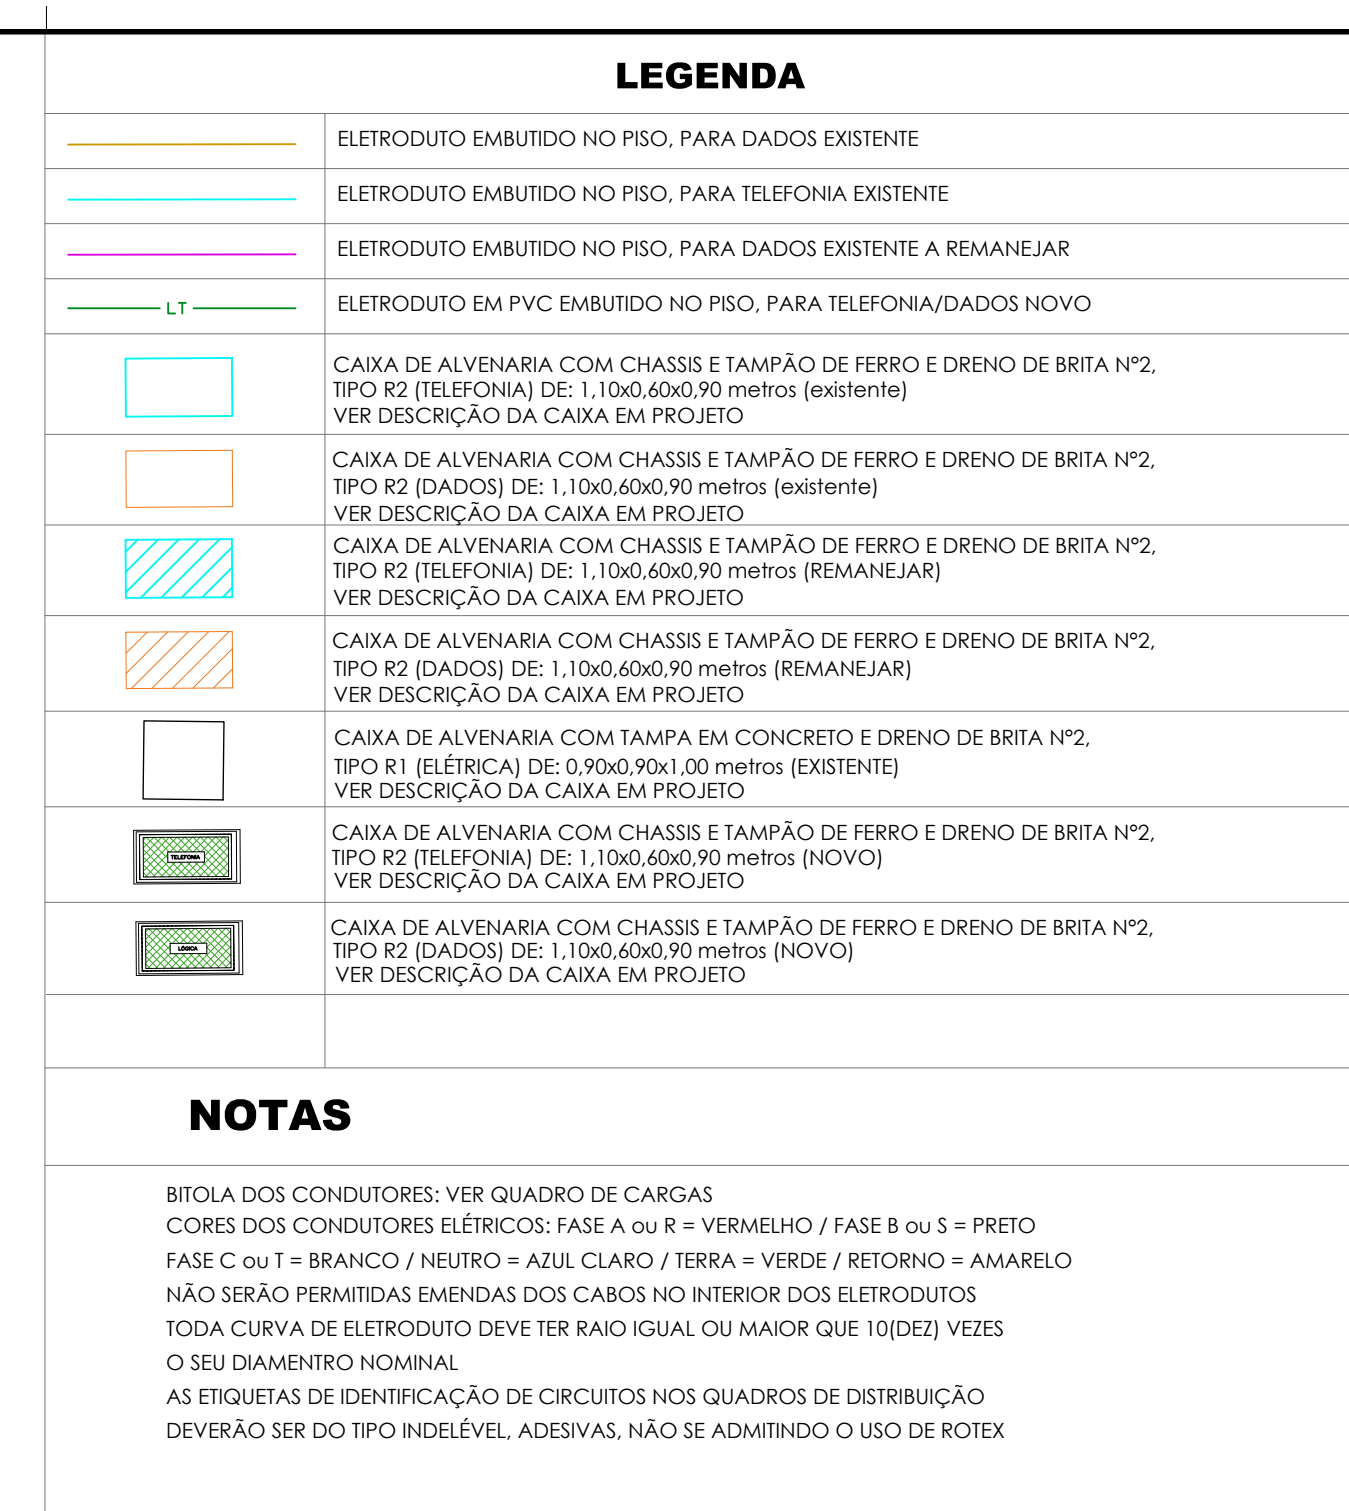 LEGENDA
ELETRODUTO EMBUTIDO NO PISO, PARA DADOS EXISTENTE
ELETRODUTO EMBUTIDO NO PISO, PARA TELEFONIA EXISTENTE
ELETRODUTO EMBUTIDO NO PISO, PARA DADOS EXISTENTE A REMANEJAR
LT
ELETRODUTO EM PVC EMBUTIDO NO PISO, PARA TELEFONIA/DADOS NOVO
CAIXA DE ALVENARIA COM CHASSIS E TAMPÃO DE FERRO E DRENO DE BRITA Nº2,
TIPO R2 (TELEFONIA) DE: 1,10x0,60x0,90 metros (existente)
VER DESCRIÇÃO DA CAIXA EM PROJETO
CAIXA DE ALVENARIA COM CHASSIS E TAMPÃO DE FERRO E DRENO DE BRITA Nº2,
TIPO R2 (DADOS) DE: 1,10x0,60x0,90 metros (existente)
VER DESCRIÇÃO DA CAIXA EM PROJETO
CAIXA DE ALVENARIA COM CHASSIS E TAMPÃO DE FERRO E DRENO DE BRITA Nº2,
TIPO R2 (TELEFONIA) DE: 1,10x0,60x0,90 metros (REMANEJAR)
VER DESCRIÇÃO DA CAIXA EM PROJETO
CAIXA DE ALVENARIA COM CHASSIS E TAMPÃO DE FERRO E DRENO DE BRITA Nº2,
TIPO R2 (DADOS) DE: 1,10x0,60x0,90 metros (REMANEJAR)
VER DESCRIÇÃO DA CAIXA EM PROJETO
CAIXA DE ALVENARIA COM TAMPA EM CONCRETO E DRENO DE BRITA Nº2,
TIPO R1 (ELÉTRICA) DE: 0,90x0,90x1,00 metros (EXISTENTE)
VER DESCRIÇÃO DA CAIXA EM PROJETO
TELEFONIA
CAIXA DE ALVENARIA COM CHASSIS E TAMPÃO DE FERRO E DRENO DE BRITA Nº2,
TIPO R2 (TELEFONIA) DE: 1,10x0,60x0,90 metros (NOVO)
VER DESCRIÇÃO DA CAIXA EM PROJETO
LÓGICA
CAIXA DE ALVENARIA COM CHASSIS E TAMPÃO DE FERRO E DRENO DE BRITA Nº2,
TIPO R2 (DADOS) DE: 1,10x0,60x0,90 metros (NOVO)
VER DESCRIÇÃO DA CAIXA EM PROJETO
NOTAS
BITOLA DOS CONDUTORES: VER QUADRO DE CARGAS
CORES DOS CONDUTORES ELÉTRICOS: FASE A ou R = VERMELHO / FASE B ou S = PRETO
FASE C ou T = BRANCO / NEUTRO = AZUL CLARO / TERRA = VERDE / RETORNO = AMARELO
NÃO SERÃO PERMITIDAS EMENDAS DOS CABOS NO INTERIOR DOS ELETRODUTOS
TODA CURVA DE ELETRODUTO DEVE TER RAIO IGUAL OU MAIOR QUE 10(DEZ) VEZES
O SEU DIAMENTRO NOMINAL
AS ETIQUETAS DE IDENTIFICAÇÃO DE CIRCUITOS NOS QUADROS DE DISTRIBUIÇÃO
DEVERÃO SER DO TIPO INDELÉVEL, ADESIVAS, NÃO SE ADMITINDO O USO DE ROTEX